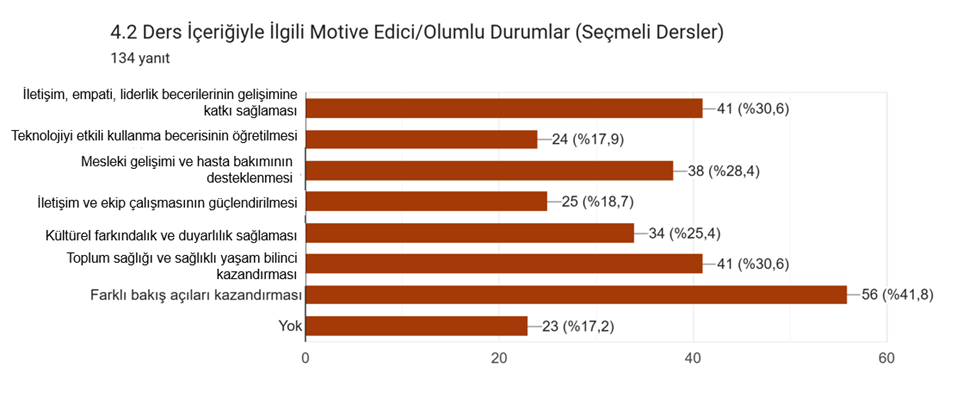 4.2 Ders İçeriğiyle İlgili Motive Edici/Olumlu Durumlar (Seçmeli Dersler)
134 yanıt
İletişim, empati, liderlik becerilerinin gelişimine
katkı sağlaması
41 (%30,6)
Teknolojiyi etkili kullanma becerisinin öğretilmesi
24 (%17,9)
Mesleki gelişimi ve hasta bakımının
desteklenmesi
38 (%28,4)
İletişim ve ekip çalışmasının güçlendirilmesi
25 (%18,7)
Kültürel farkındalık ve duyarlılık sağlaması
34 (%25,4)
Toplum sağlığı ve sağlıklı yaşam bilinci
kazandırması
41 (%30,6)
Farklı bakış açıları kazandırması
56 (%41,8)
Yok
23 (%17,2)
0
20
40
60